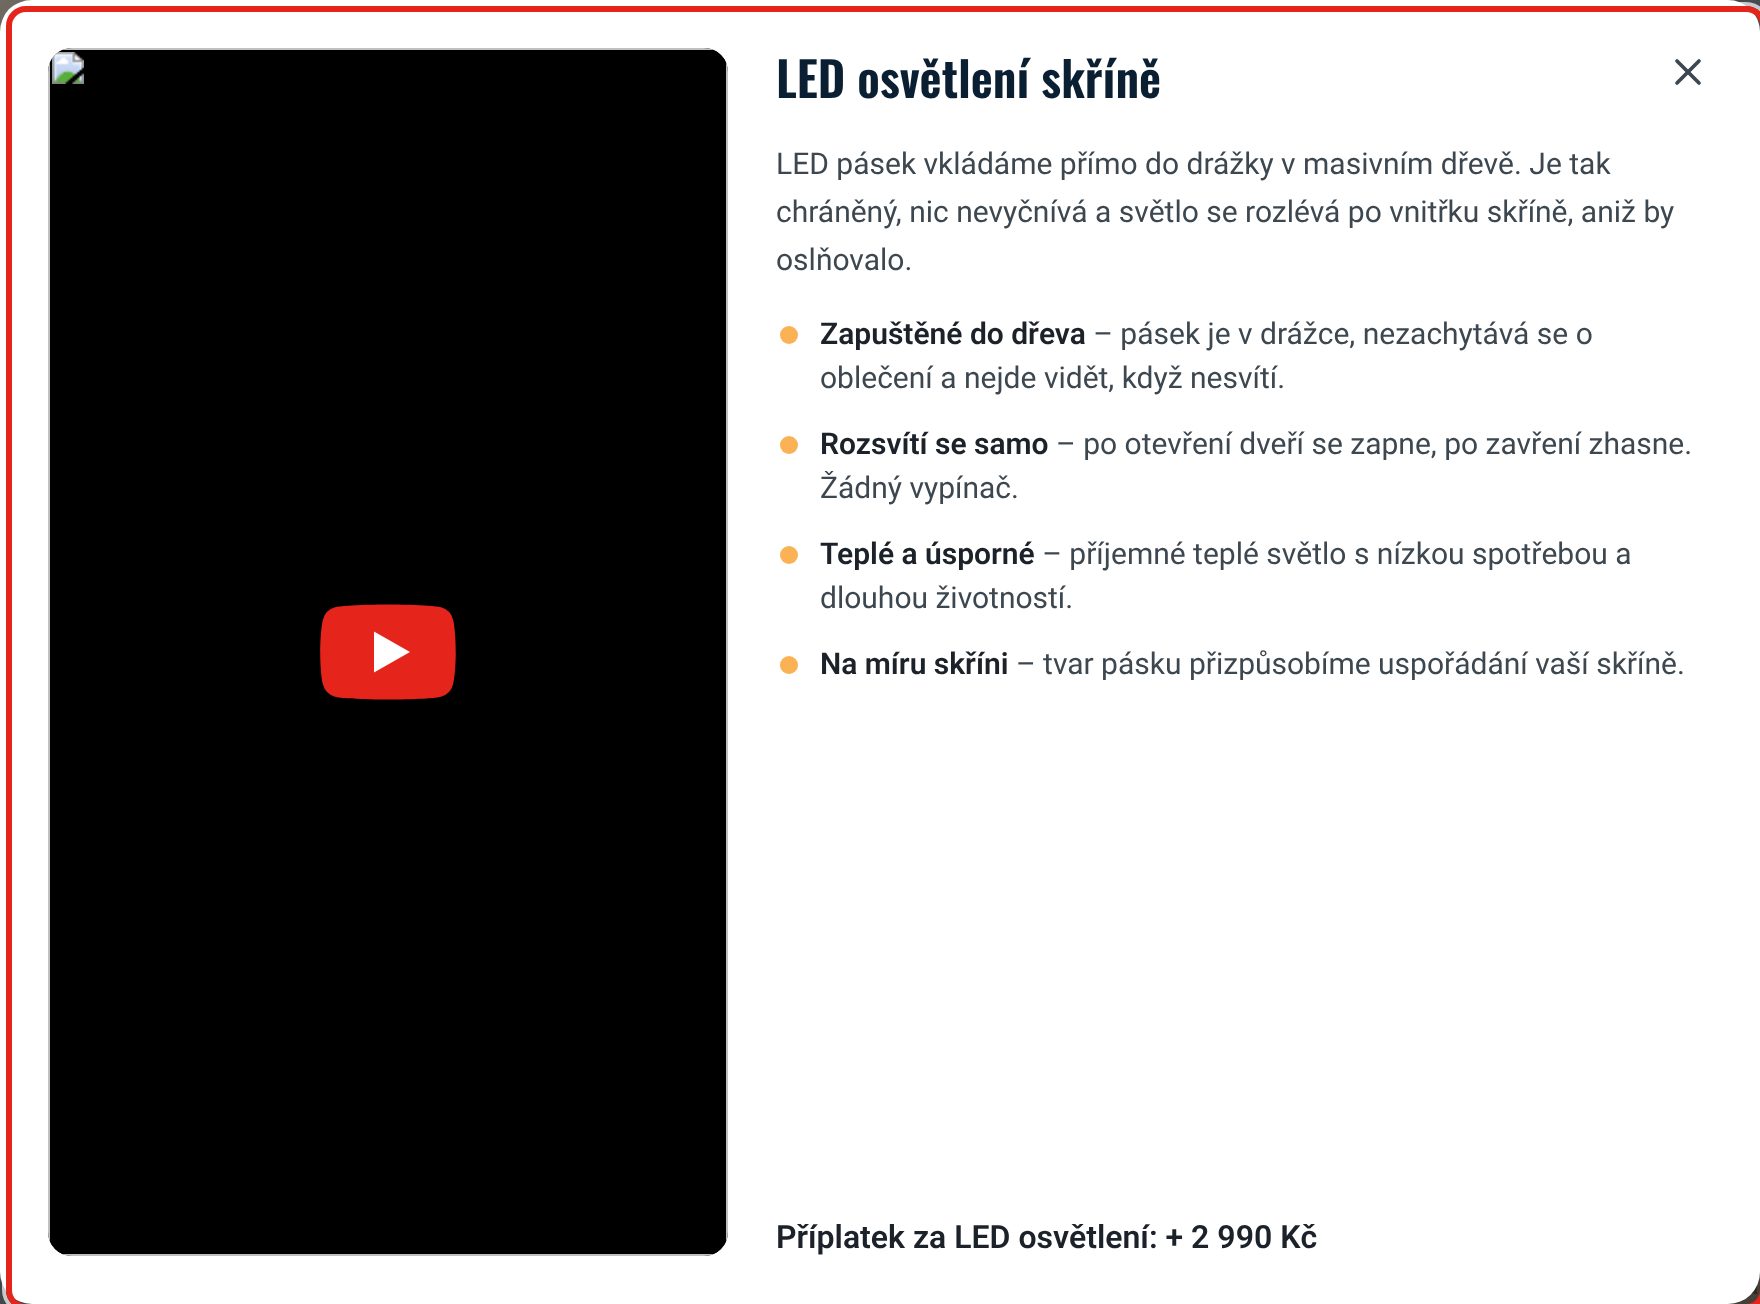 LED osvětlení skříně
LED pásek vkládáme přímo do drážky v masivním dřevě. Je tak
chráněný, nic nevyčnívá a světlo se rozlévá po vnitřku skříně, aniž by
oslňovalo.
Zapuštěné do dřeva – pásek je v drážce, nezachytává se o
oblečení a nejde vidět, když nesvítí.
Rozsvítí se samo – po otevření dveří se zapne, po zavření zhasne.
Žádný vypínač.
Teplé a úsporné – příjemné teplé světlo s nízkou spotřebou a
dlouhou životností.
Na míru skříni – tvar pásku přizpůsobíme uspořádání vaší skříně.
Příplatek za LED osvětlení: + 2 990 Kč